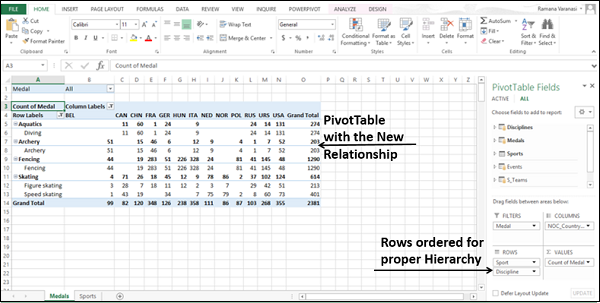 Ramana Varanasi
FILE HOME INSERT PAGE LAYOUT FORMULAS DATA REVIEW VIEW POWERPIVOT ANALYZE DESIGN
Calibri 11 Wrap Text General
Paste Merge & Center
Conditional Formatting Format as Table Cell Styles
Insert Delete Format
AutoSum Fill Clear
Sort & Filter Find & Select
Clipboard Font Alignment Number Styles Cells Editing
A3 Count of Medal
A B C D E F G H I J K L M N O P Q R S T U V
1 Medal All
2
3 Count of Medal Column Labels
4 Row Labels BEL CAN CHN FRA GER HUN ITA NED NOR POL RUS URS USA Grand Total
5 Aquatics 11 60 1 24 9 24 14 131 274
6 Diving 11 60 1 24 9 24 14 131 274
7 Archery 51 15 46 6 12 9 4 1 7 52 203
8 Archery 51 15 46 6 12 9 4 1 7 52 203
9 Fencing 44 19 283 51 226 328 24 81 41 145 48 1290
10 Fencing 44 19 283 51 226 328 24 81 41 145 48 1290
11 Skating 4 71 26 18 45 12 9 78 86 2 37 102 124 614
12 Figure skating 3 28 7 18 11 12 2 3 7 29 42 51 213
13 Speed skating 1 43 19 34 7 75 79 2 8 60 73 401
14 Grand Total 99 82 120 348 126 238 358 111 86 87 103 268 355 2381
15
16
17
18
19
20
21
22
PivotTable
with the New
Relationship
Rows ordered for
proper Hierarchy
PivotTable Fields
ACTIVE ALL
Choose fields to add to report:
Disciplines
Medals
Sports
Events
S_Teams
Drag fields between areas below:
FILTERS COLUMNS
Medal NOC_Country...
ROWS VALUES
Sport Count of Medal
Discipline
Defer Layout Update UPDATE
Medals Sports